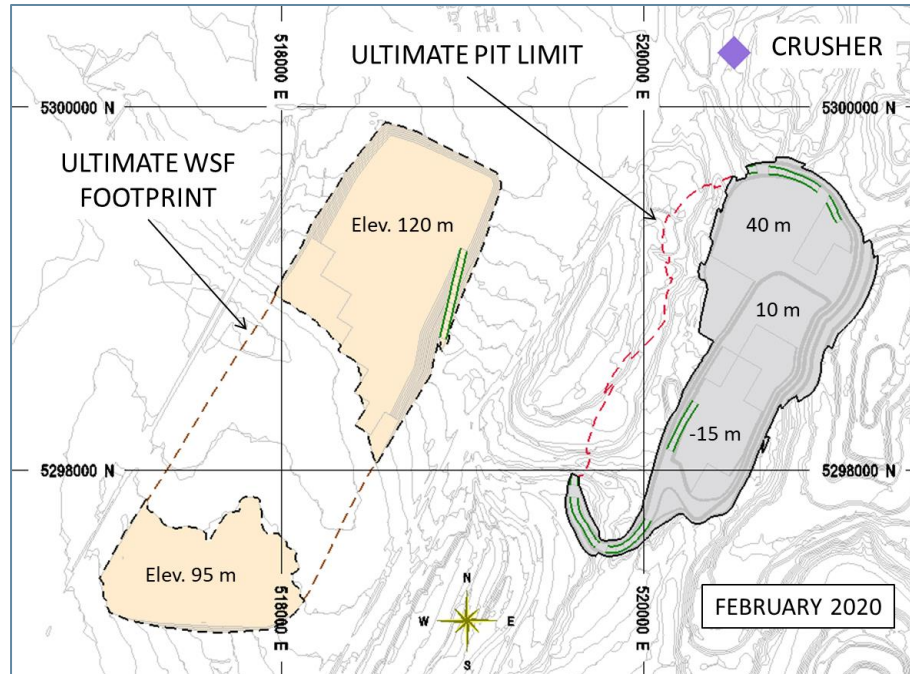 518000 E
520000 E
CRUSHER
ULTIMATE PIT LIMIT
5300000 N
5300000 N
ULTIMATE WSF
FOOTPRINT
Elev. 120 m
40 m
10 m
-15 m
5298000 N
5298000 N
Elev. 95 m
518000 E
520000 E
N
W
E
S
FEBRUARY 2020